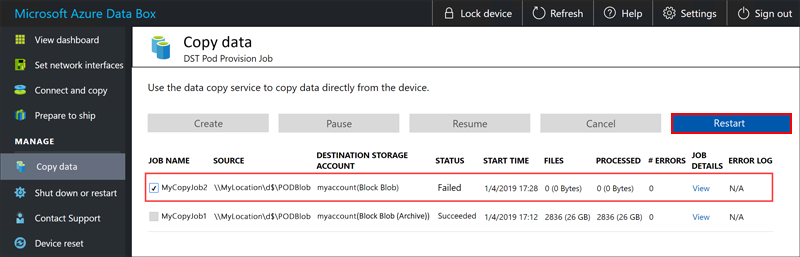 Microsoft Azure Data Box
Lock device
Refresh
Help
Settings
Sign out
View dashboard
Set network interfaces
Connect and copy
Prepare to ship
MANAGE
Copy data
Shut down or restart
Contact Support
Device reset
Copy data
DST Pod Provision Job
Use the data copy service to copy data directly from the device.
Create Pause Resume Cancel Restart
JOB NAME SOURCE DESTINATION STORAGE ACCOUNT STATUS START TIME FILES PROCESSED # ERRORS JOB DETAILS ERROR LOG
MyCopyJob2 \\MyLocation\d$\PODBlob myaccount(Block Blob) Failed 1/4/2019 17:28 0 (0 Bytes) 0 (0 Bytes) 0 View N/A
MyCopyJob1 \\MyLocation\d$\PODBlob myaccount(Block Blob (Archive)) Succeeded 1/4/2019 17:12 2836 (26 GB) 2836 (26 GB) 0 View N/A